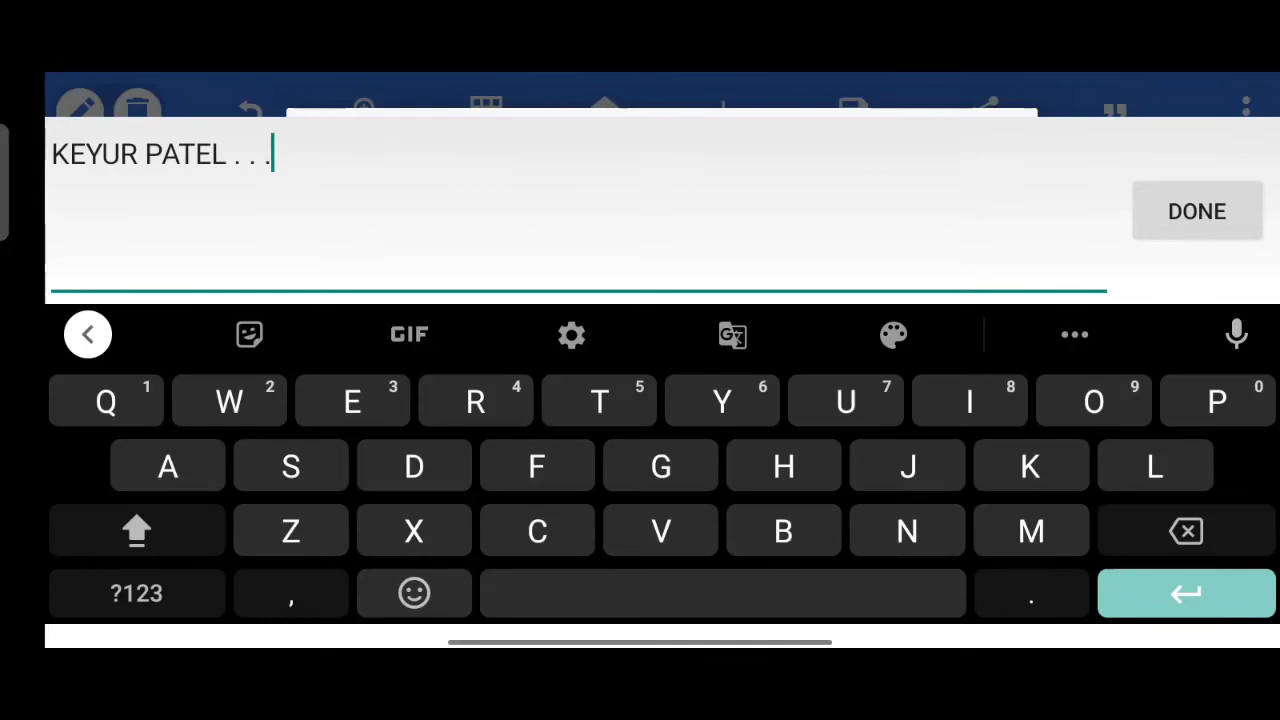 KEYUR PATEL . . .
DONE
GIF
Q 1 W 2 E 3 R 4 T 5 Y 6 U 7 I 8 O 9 P 0
A S D F G H J K L
Z X C V B N M
?123 , .